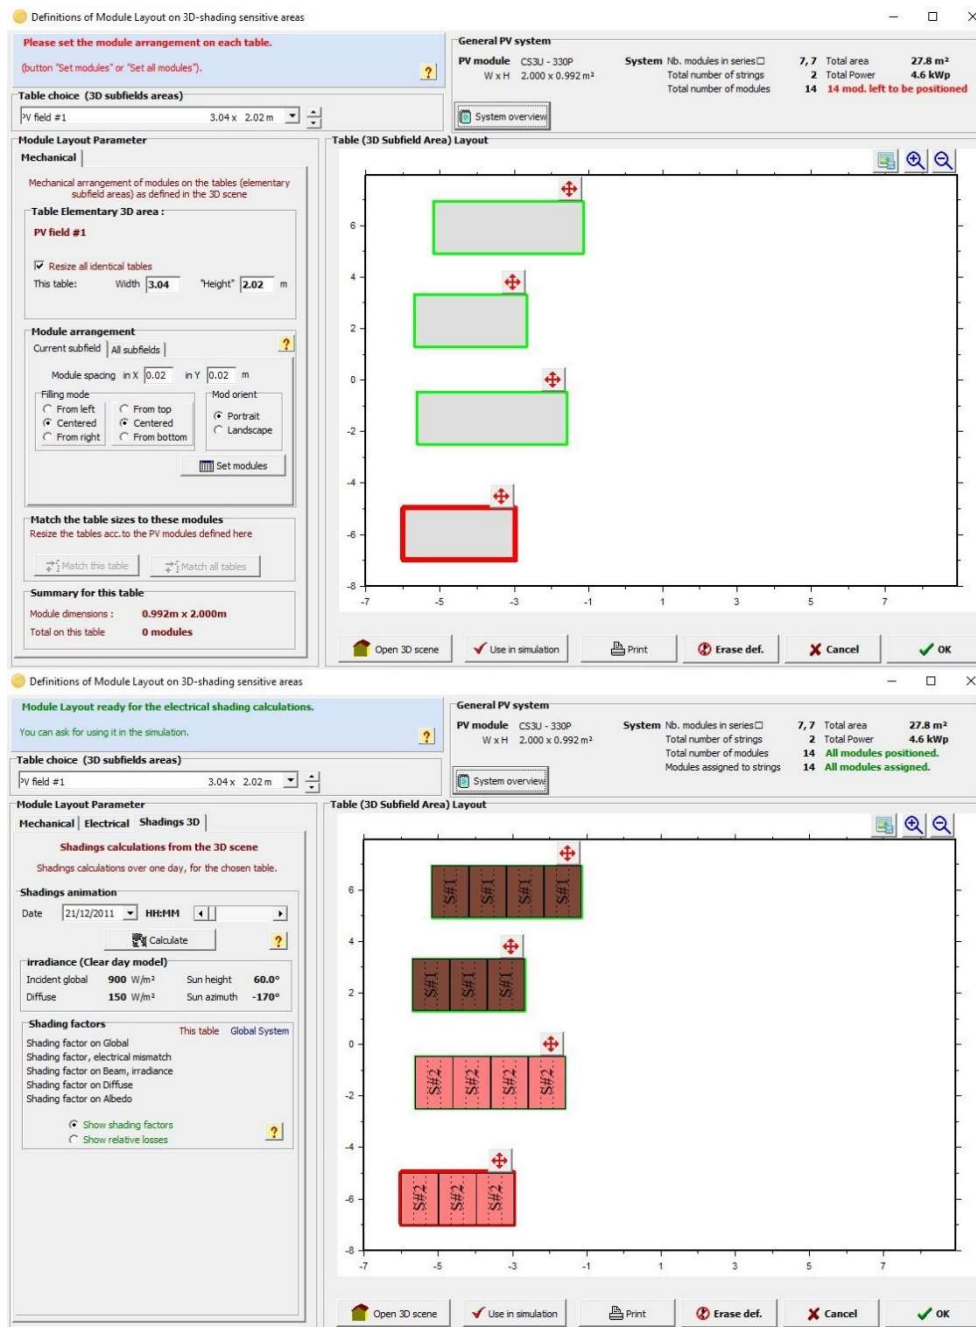 Definitions of Module Layout on 3D-shading sensitive areas
Please set the module arrangement on each table.
(button "Set modules" or "Set all modules").
?
General PV system
PV module CS3U - 330P System Nb. modules in series□ 7, 7 Total area 27.8 m²
W x H 2.000 x 0.992 m² Total number of strings 2 Total Power 4.6 kWp
Total number of modules 14 14 mod. left to be positioned
System overview
Table choice (3D subfields areas)
PV field #1 3.04 x 2.02 m
Module Layout Parameter
Mechanical
Mechanical arrangement of modules on the tables (elementary
subfield areas) as defined in the 3D scene
Table Elementary 3D area :
PV field #1
Resize all identical tables
This table: Width 3.04 "Height" 2.02 m
Module arrangement
?
Current subfield All subfields
Module spacing in X 0.02 in Y 0.02 m
Filling mode Mod orient
From left From top
Centered Centered Portrait
From right From bottom Landscape
Set modules
Match the table sizes to these modules
Resize the tables acc.to the PV modules defined here
Match this table Match all tables
Summary for this table
Module dimensions : 0.992m x 2.000m
Total on this table 0 modules
Table (3D Subfield Area) Layout
6
4
2
0
-2
-4
-6
-8
-7 -5 -3 -1 1 3 5 7
Open 3D scene Use in simulation Print Erase def. Cancel OK
Definitions of Module Layout on 3D-shading sensitive areas
Module Layout ready for the electrical shading calculations.
You can ask for using it in the simulation.
?
General PV system
PV module CS3U - 330P System Nb. modules in series□ 7, 7 Total area 27.8 m²
W x H 2.000 x 0.992 m² Total number of strings 2 Total Power 4.6 kWp
Total number of modules 14 All modules positioned.
Modules assigned to strings 14 All modules assigned.
System overview
Table choice (3D subfields areas)
PV field #1 3.04 x 2.02 m
Module Layout Parameter
Mechanical Electrical Shadings 3D
Shadings calculations from the 3D scene
Shadings calculations over one day, for the chosen table.
Shadings animation
Date 21/12/2011 HH:MM
Calculate ?
irradiance (Clear day model)
Incident global 900 W/m² Sun height 60.0°
Diffuse 150 W/m² Sun azimuth -170°
Shading factors This table Global System
Shading factor on Global
Shading factor, electrical mismatch
Shading factor on Beam, irradiance
Shading factor on Diffuse
Shading factor on Albedo
Show shading factors
Show relative losses
?
Table (3D Subfield Area) Layout
6
4
2
0
-2
-4
-6
-8
S#1 S#1 S#1 S#1
S#1 S#1 S#1
S#2 S#2 S#2 S#2
S#2 S#2 S#2
-7 -5 -3 -1 1 3 5 7
Open 3D scene Use in simulation Print Erase def. Cancel OK